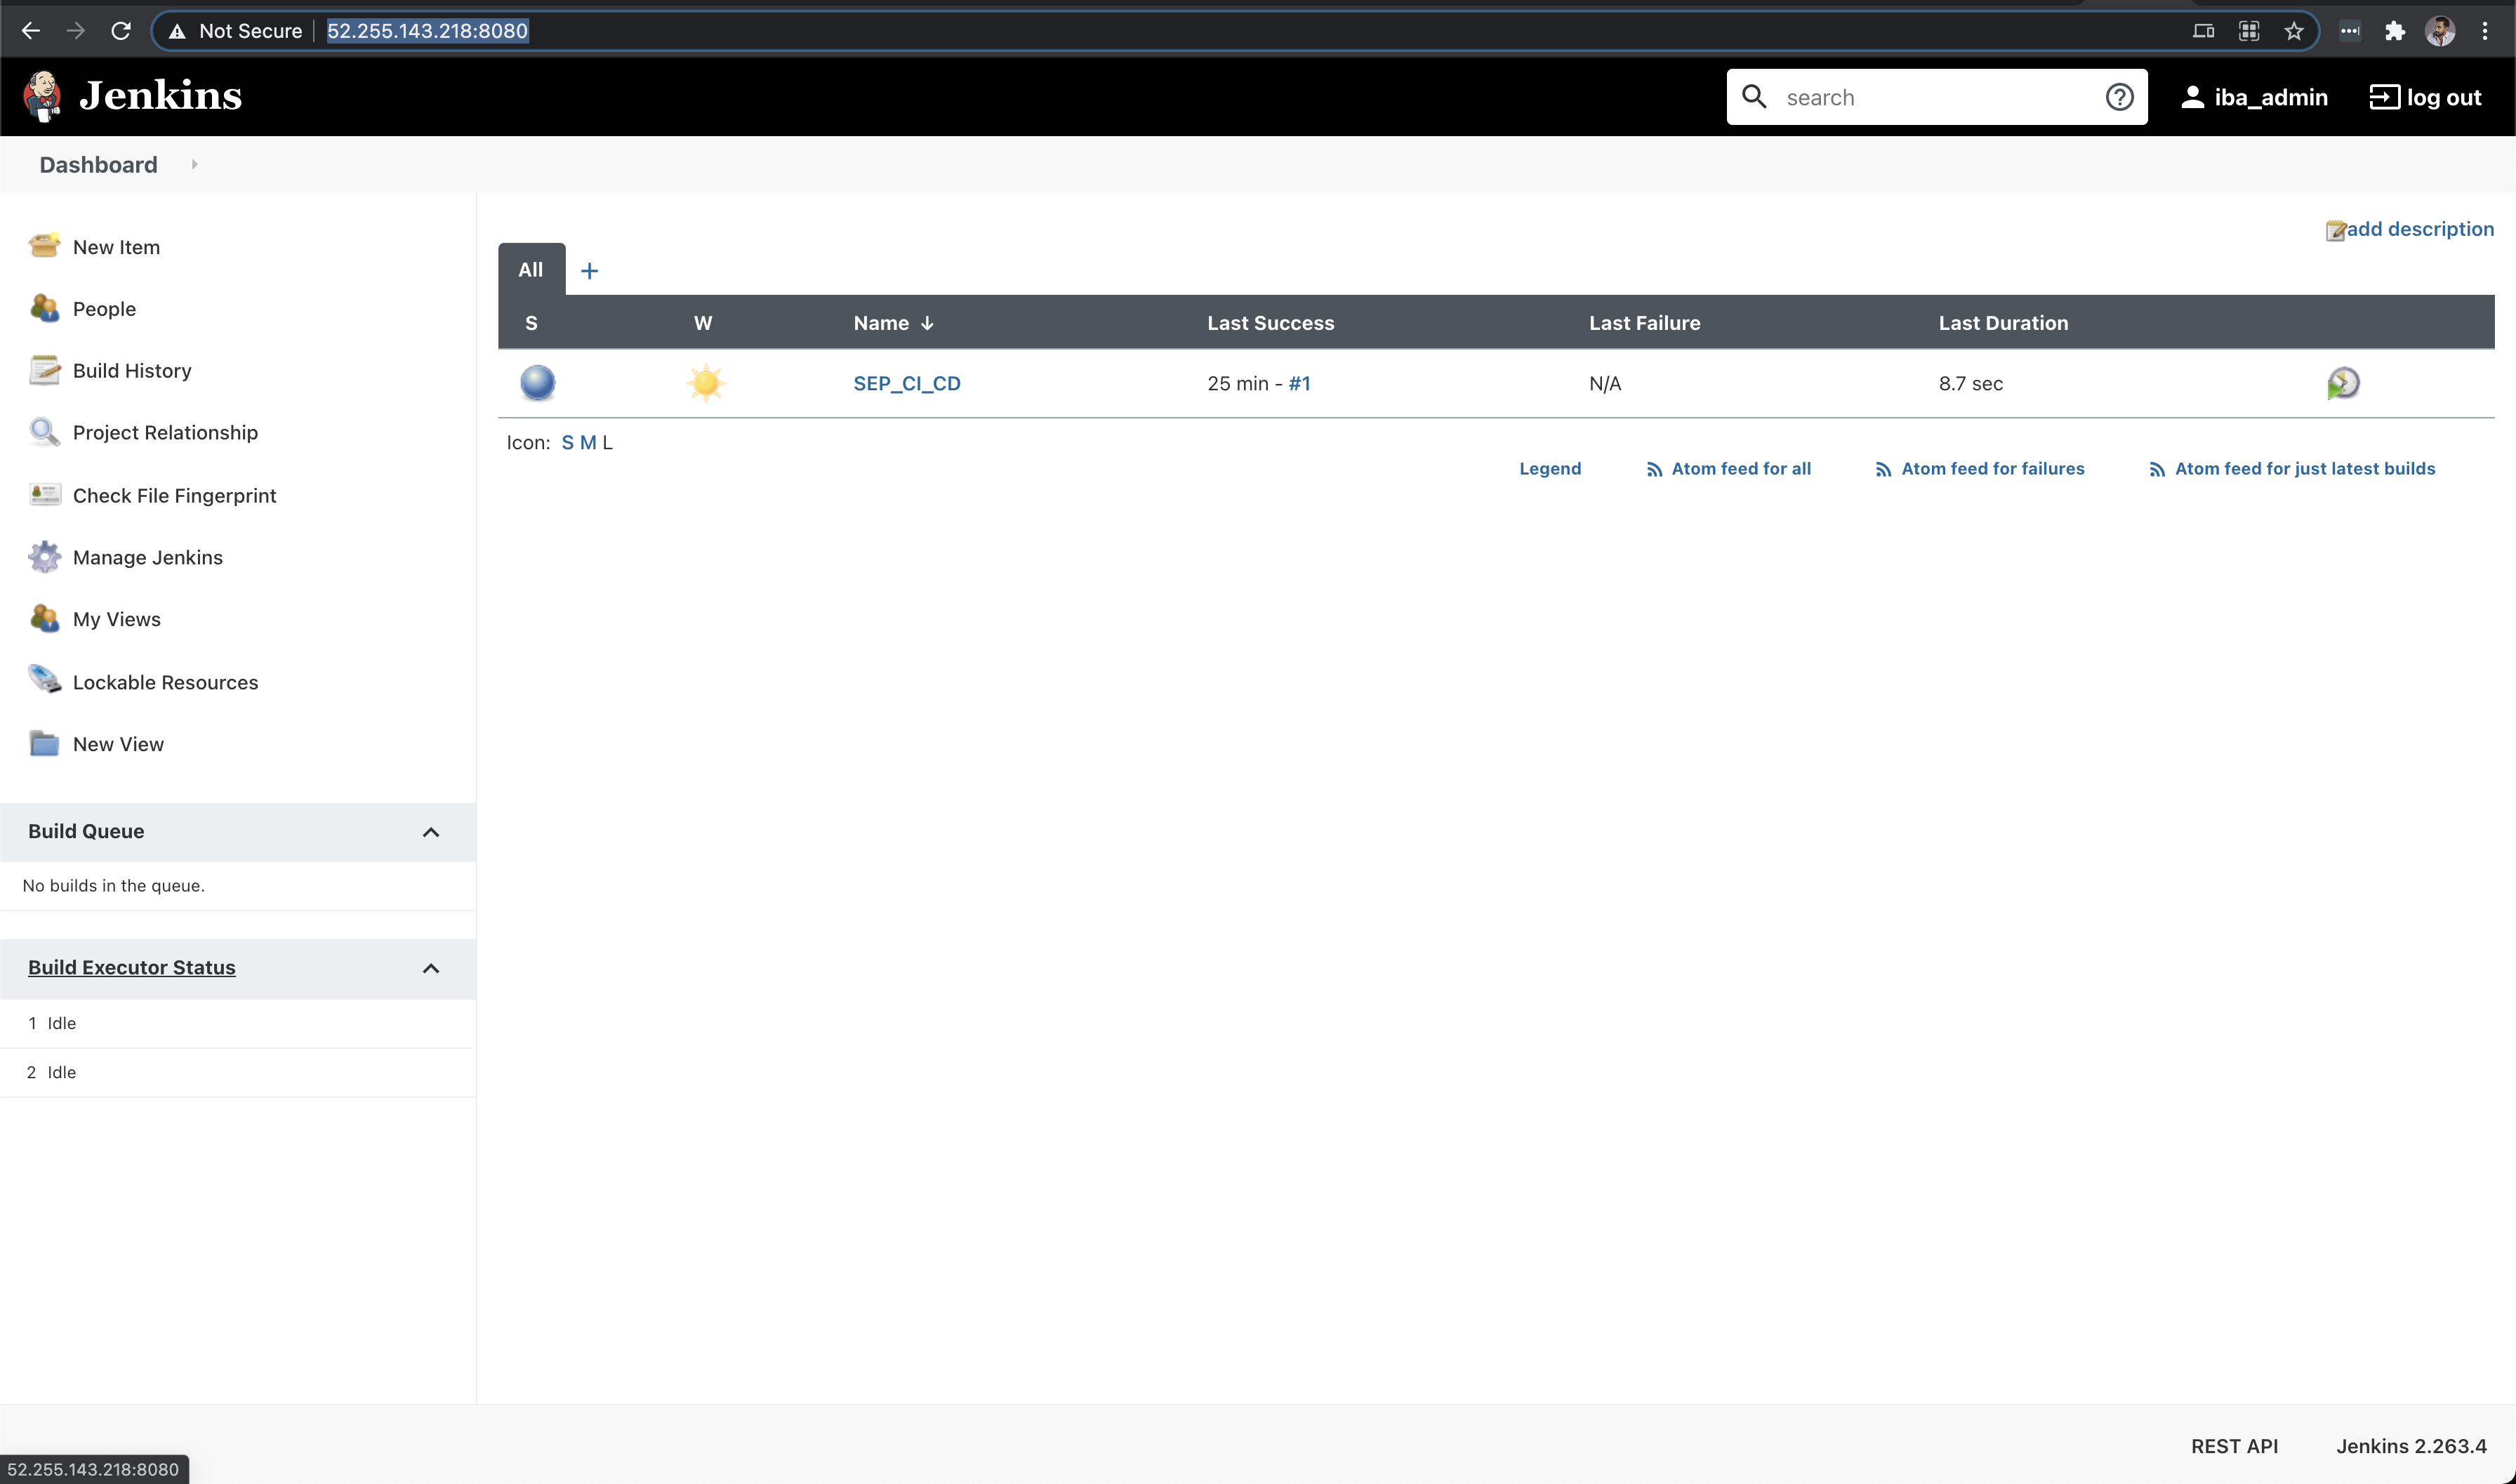 Not Secure 52.255.143.218:8080
Jenkins
search
iba_admin
log out
Dashboard
New Item
People
Build History
Project Relationship
Check File Fingerprint
Manage Jenkins
My Views
Lockable Resources
New View
Build Queue
No builds in the queue.
Build Executor Status
1 Idle
2 Idle
add description
All +
S W Name ↓ Last Success Last Failure Last Duration
SEP_CI_CD 25 min - #1 N/A 8.7 sec
Icon: S M L
Legend Atom feed for all Atom feed for failures Atom feed for just latest builds
REST API Jenkins 2.263.4
52.255.143.218:8080